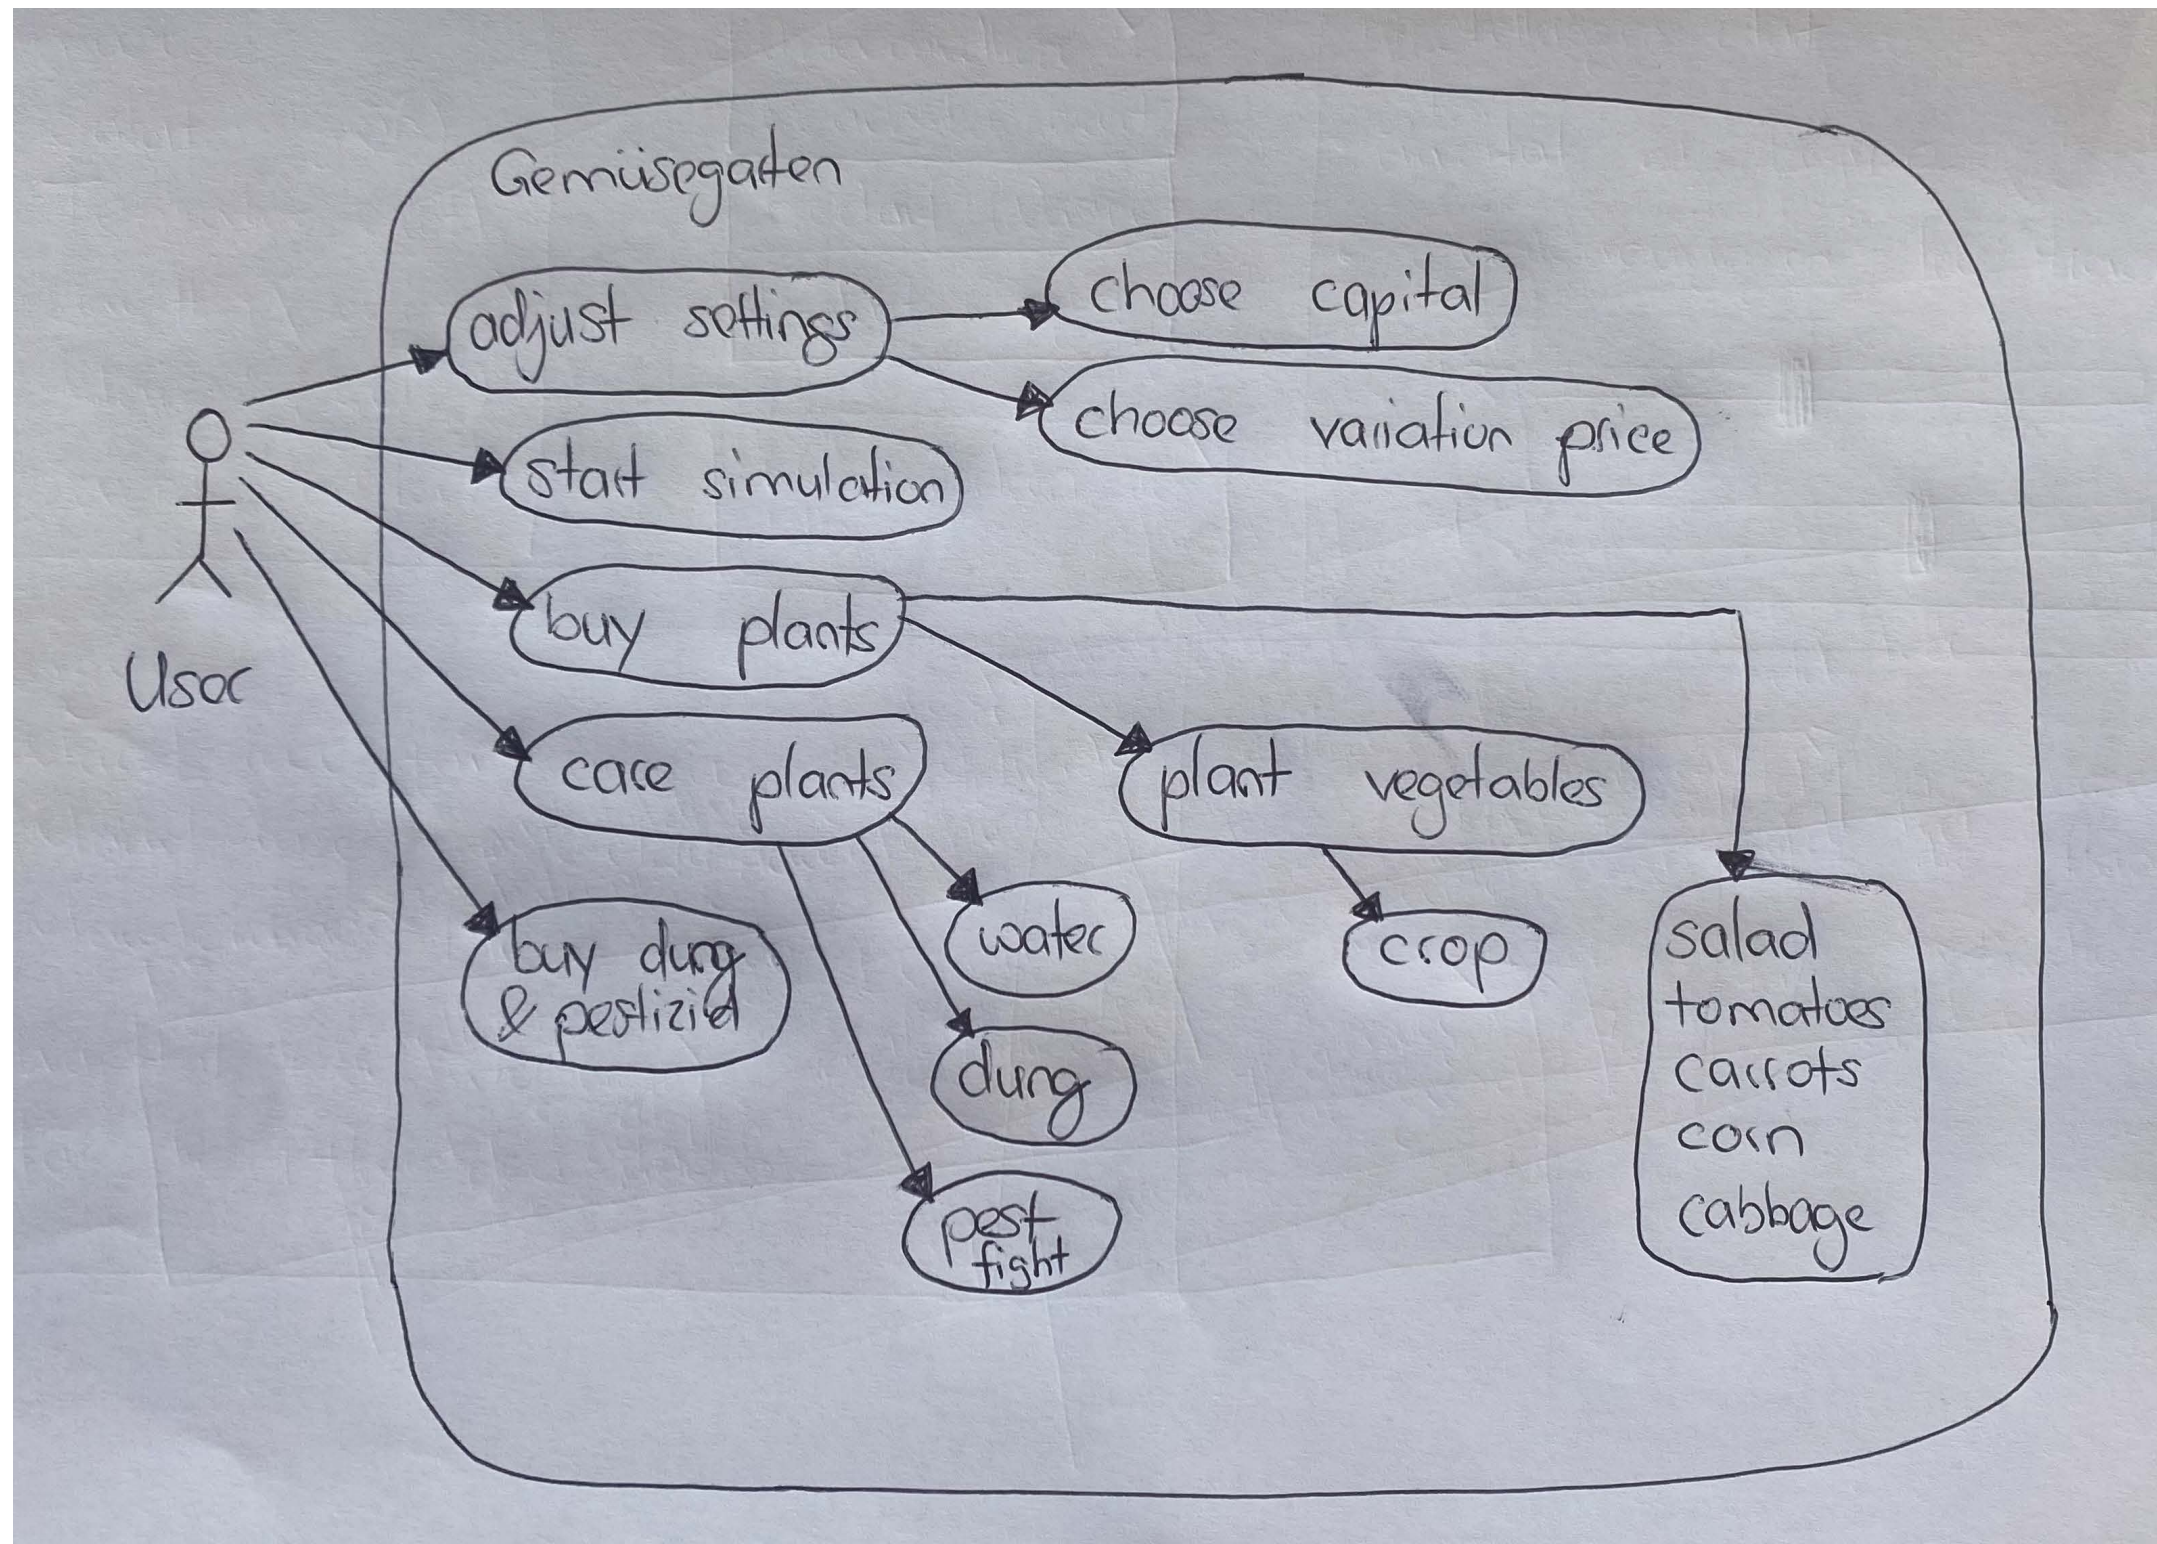 Gemüsegarten
adjust settings
choose capital
choose variation price
start simulation
buy plants
User
care plants
plant vegetables
buy dung
& pestizid
water
crop
dung
pest
fight
salad
tomatoes
carrots
corn
cabbage